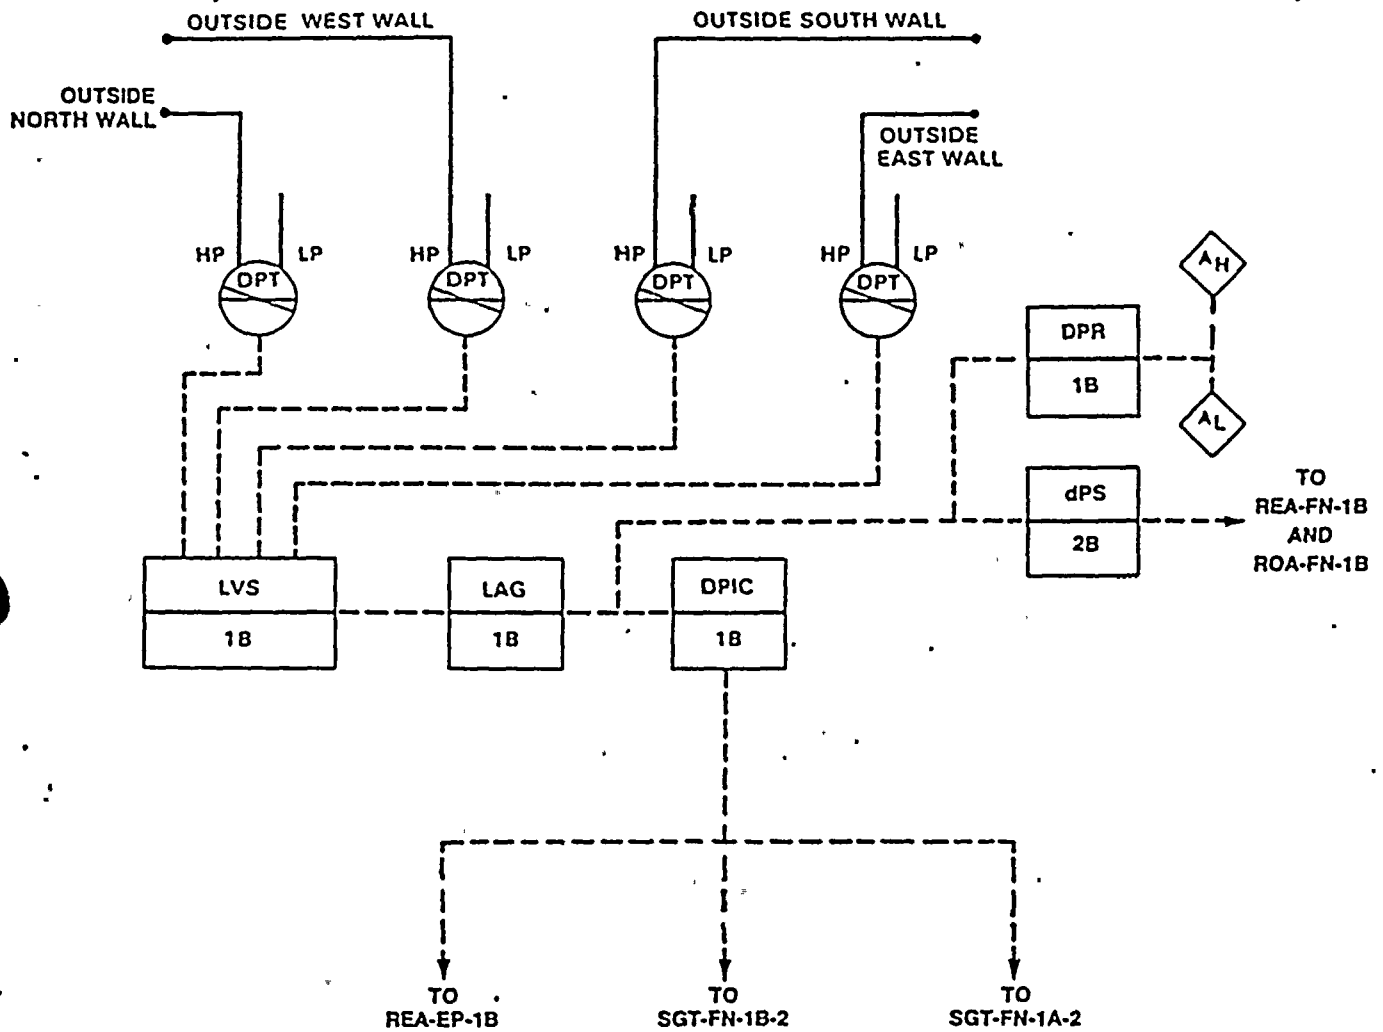 OUTSIDE WEST WALL
OUTSIDE SOUTH WALL
OUTSIDE
NORTH WALL
OUTSIDE
EAST WALL
HP LP HP LP HP LP HP LP
DPT DPT DPT DPT
AH
DPR
1B
AL
dPS
2B
TO
REA-FN-1B
AND
ROA-FN-1B
LVS
1B
LAG
1B
DPIC
1B
TO
REA-EP-1B
TO
SGT-FN-1B-2
TO
SGT-FN-1A-2